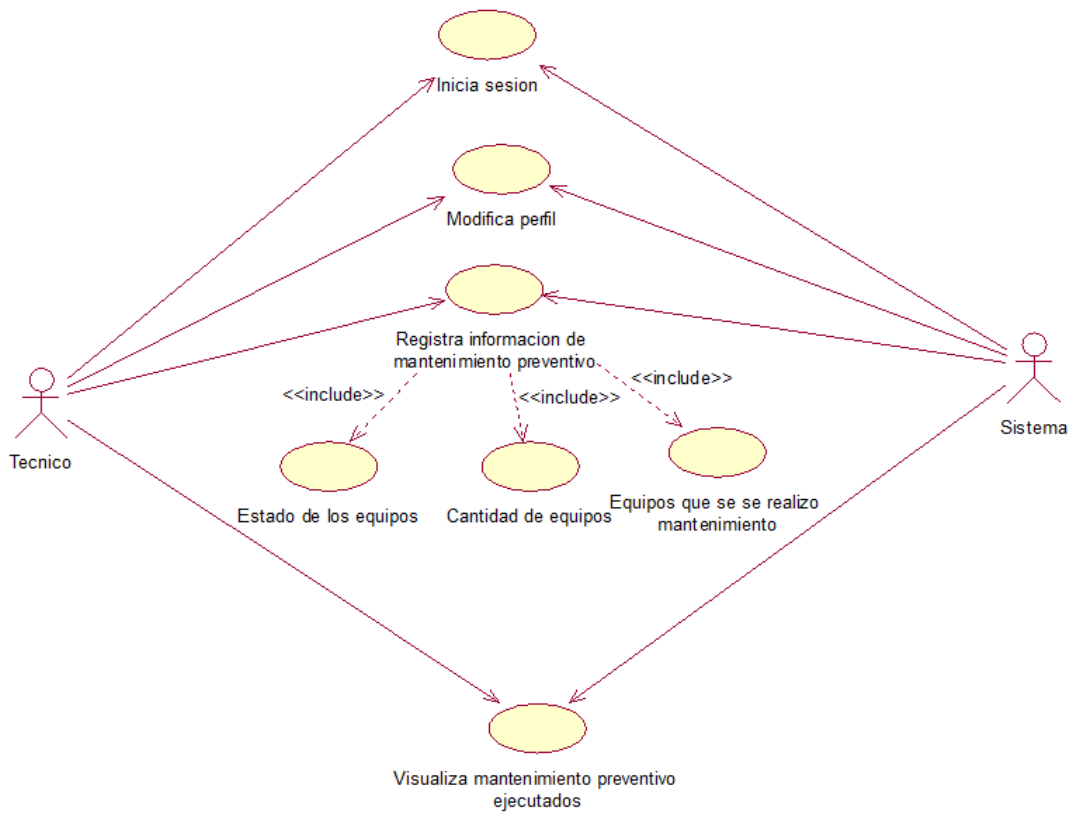 Inicia sesion
Modifica perfil
Registra informacion de
mantenimiento preventivo
<<include>>
<<include>>
<<include>>
Tecnico
Sistema
Estado de los equipos
Cantidad de equipos
Equipos que se se realizo
mantenimiento
Visualiza mantenimiento preventivo
ejecutados